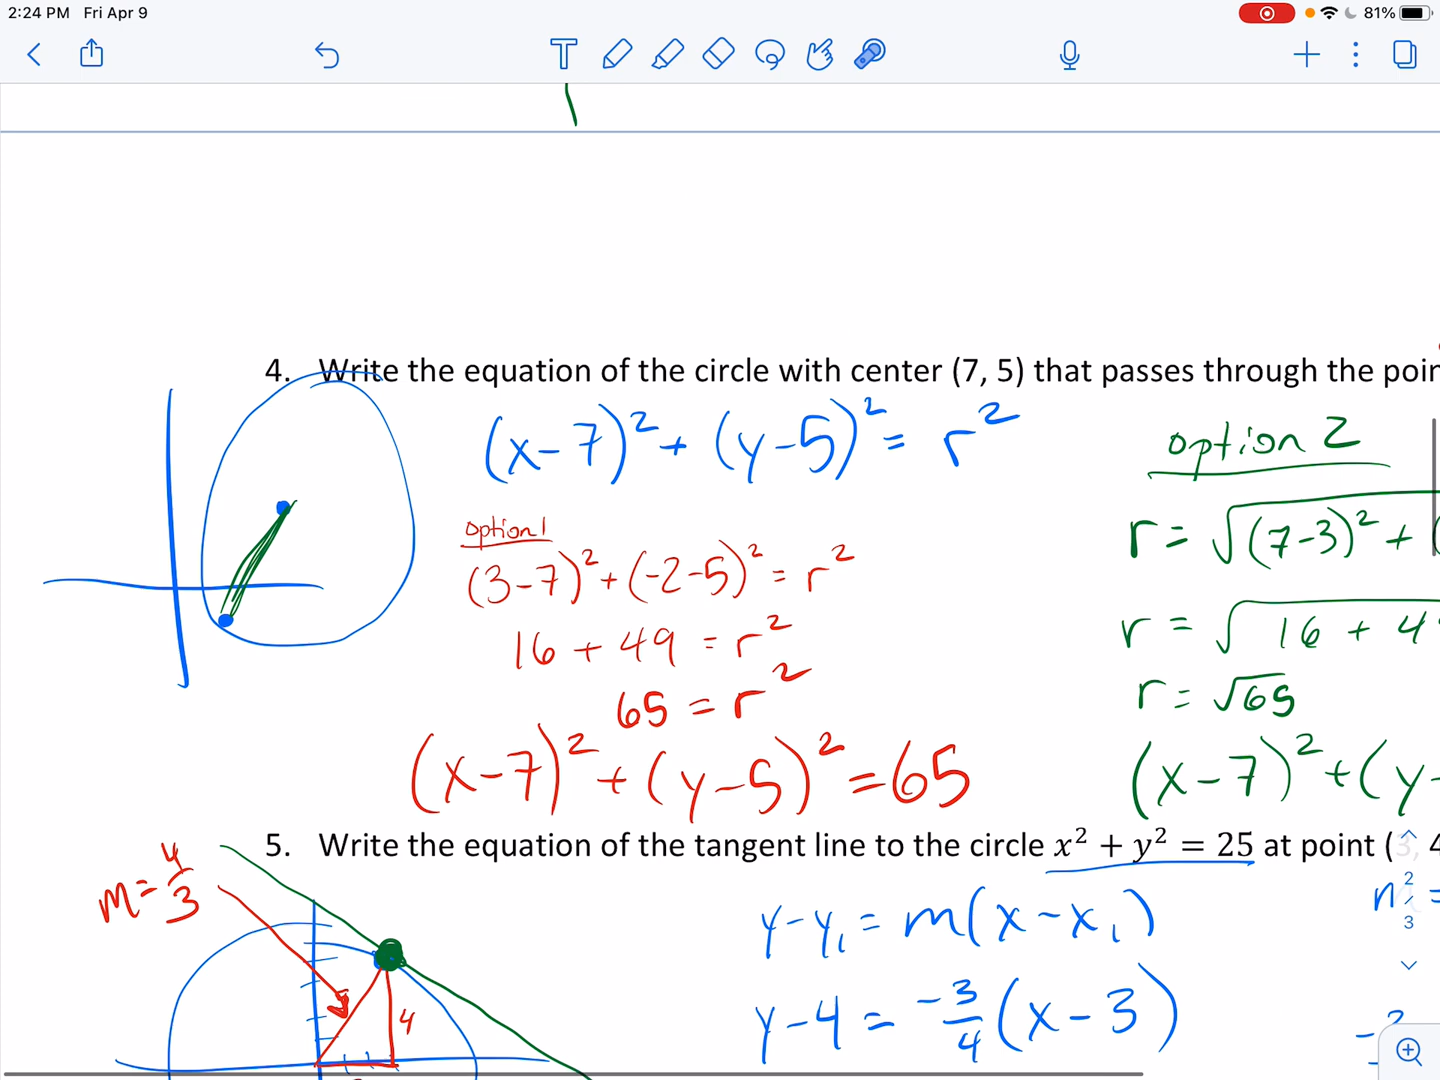 2:24 PM Fri Apr 9
81%
T
4. Write the equation of the circle with center (7, 5) that passes through the poin
(x-7)² + (y-5)² = r²
option 1
(3-7)² + (-2-5)² = r²
16 + 49 = r²
65 = r²
(x-7)² + (y-5)² = 65
option 2
r = √(7-3)² + (
r = √16 + 4
r = √65
(x-7)² + (y-
5. Write the equation of the tangent line to the circle x² + y² = 25 at point (3, 4
m = 4/3
4
y-y₁ = m(x-x₁)
y-4 = -3/4(x-3)
2
3